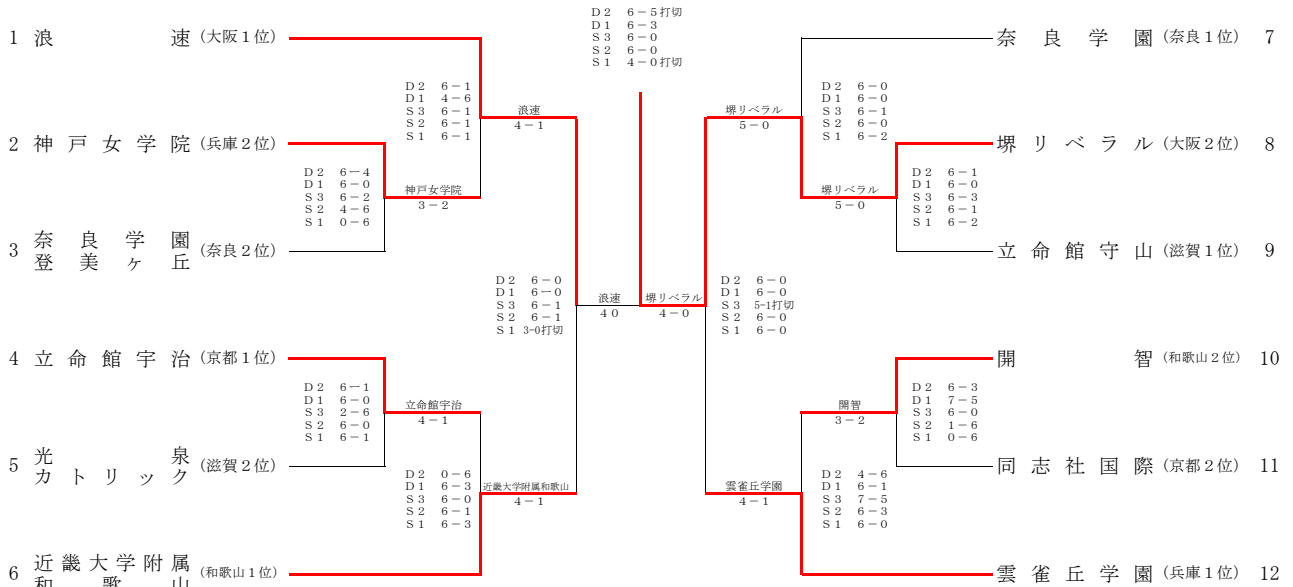 D2 6-5打切
D1 6-3
S3 6-0
S2 6-0
S1 4-0打切
1 浪速 (大阪1位)
D2 6-1
D1 4-6
S3 6-1
S2 6-1
S1 6-1
浪速
4-1
2 神戸女学院 (兵庫2位)
D2 6-4
D1 6-0
S3 6-2
S2 4-6
S1 0-6
神戸女学院
3-2
3 奈良学園
登美ヶ丘 (奈良2位)
D2 6-0
D1 6-0
S3 6-1
S2 6-1
S1 3-0打切
浪速
40
4 立命館宇治 (京都1位)
D2 6-1
D1 6-0
S3 2-6
S2 6-0
S1 6-1
立命館宇治
4-1
5 光泉
カトリック (滋賀2位)
D2 0-6
D1 6-3
S3 6-0
S2 6-1
S1 6-3
近畿大学附属和歌山
4-1
6 近畿大学附属
和歌山 (和歌山1位)
堺リベラル
4-0
奈良学園 (奈良1位) 7
堺リベラル
5-0
D2 6-0
D1 6-0
S3 6-1
S2 6-0
S1 6-2
堺リベラル (大阪2位) 8
堺リベラル
5-0
D2 6-1
D1 6-0
S3 6-3
S2 6-1
S1 6-2
立命館守山 (滋賀1位) 9
D2 6-0
D1 6-0
S3 5-1打切
S2 6-0
S1 6-0
開智 (和歌山2位) 10
開智
3-2
D2 6-3
D1 7-5
S3 6-0
S2 1-6
S1 0-6
同志社国際 (京都2位) 11
雲雀丘学園
4-1
D2 4-6
D1 6-1
S3 7-5
S2 6-3
S1 6-0
雲雀丘学園 (兵庫1位) 12